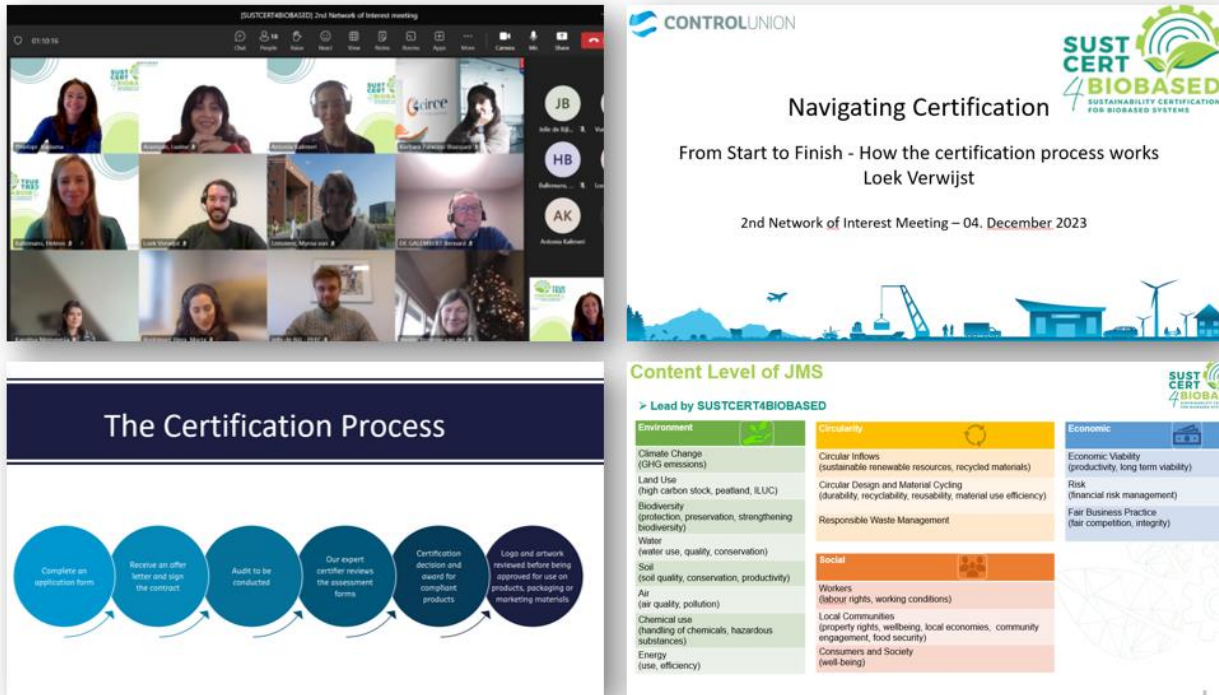 [SUSTCERT4BIOBASED] 2nd Network of Interest meeting
01:10:16
Chat
People
18
Raise
React
View
Notes
Rooms
Apps
More
Camera
Mic
Share
circe
JB
HB
AK
Antonia Kalimeri
Loek Verwijst
CONTROLUNION
SUST
CERT
4BIOBASED
SUSTAINABILITY CERTIFICATION
FOR BIOBASED SYSTEMS
Navigating Certification
From Start to Finish - How the certification process works
Loek Verwijst
2nd Network of Interest Meeting – 04. December 2023
The Certification Process
Complete an
application form
Receive an offer
letter and sign
the contract
Audit to be
conducted
Our expert
certifier reviews
the assessment
forms
Certification
decision and
award for
compliant
products
Logo and artwork
reviewed before being
approved for use on
products, packaging or
marketing materials
Content Level of JMS
SUST
CERT
➢ Lead by SUSTCERT4BIOBASED
Environment
Climate Change
(GHG emissions)
Land Use
(high carbon stock, peatland, ILUC)
Biodiversity
(protection, preservation, strengthening
biodiversity)
Water
(water use, quality, conservation)
Soil
(soil quality, conservation, productivity)
Air
(air quality, pollution)
Chemical use
(handling of chemicals, hazardous
substances)
Energy
(use, efficiency)
Circularity
Circular Inflows
(sustainable renewable resources, recycled materials)
Circular Design and Material Cycling
(durability, recyclability, reusability, material use efficiency)
Responsible Waste Management
Social
Workers
(labour rights, working conditions)
Local Communities
(property rights, wellbeing, local economies, community
engagement, food security)
Consumers and Society
(well-being)
Economic
Economic Viability
(productivity, long term viability)
Risk
(financial risk management)
Fair Business Practice
(fair competition, integrity)